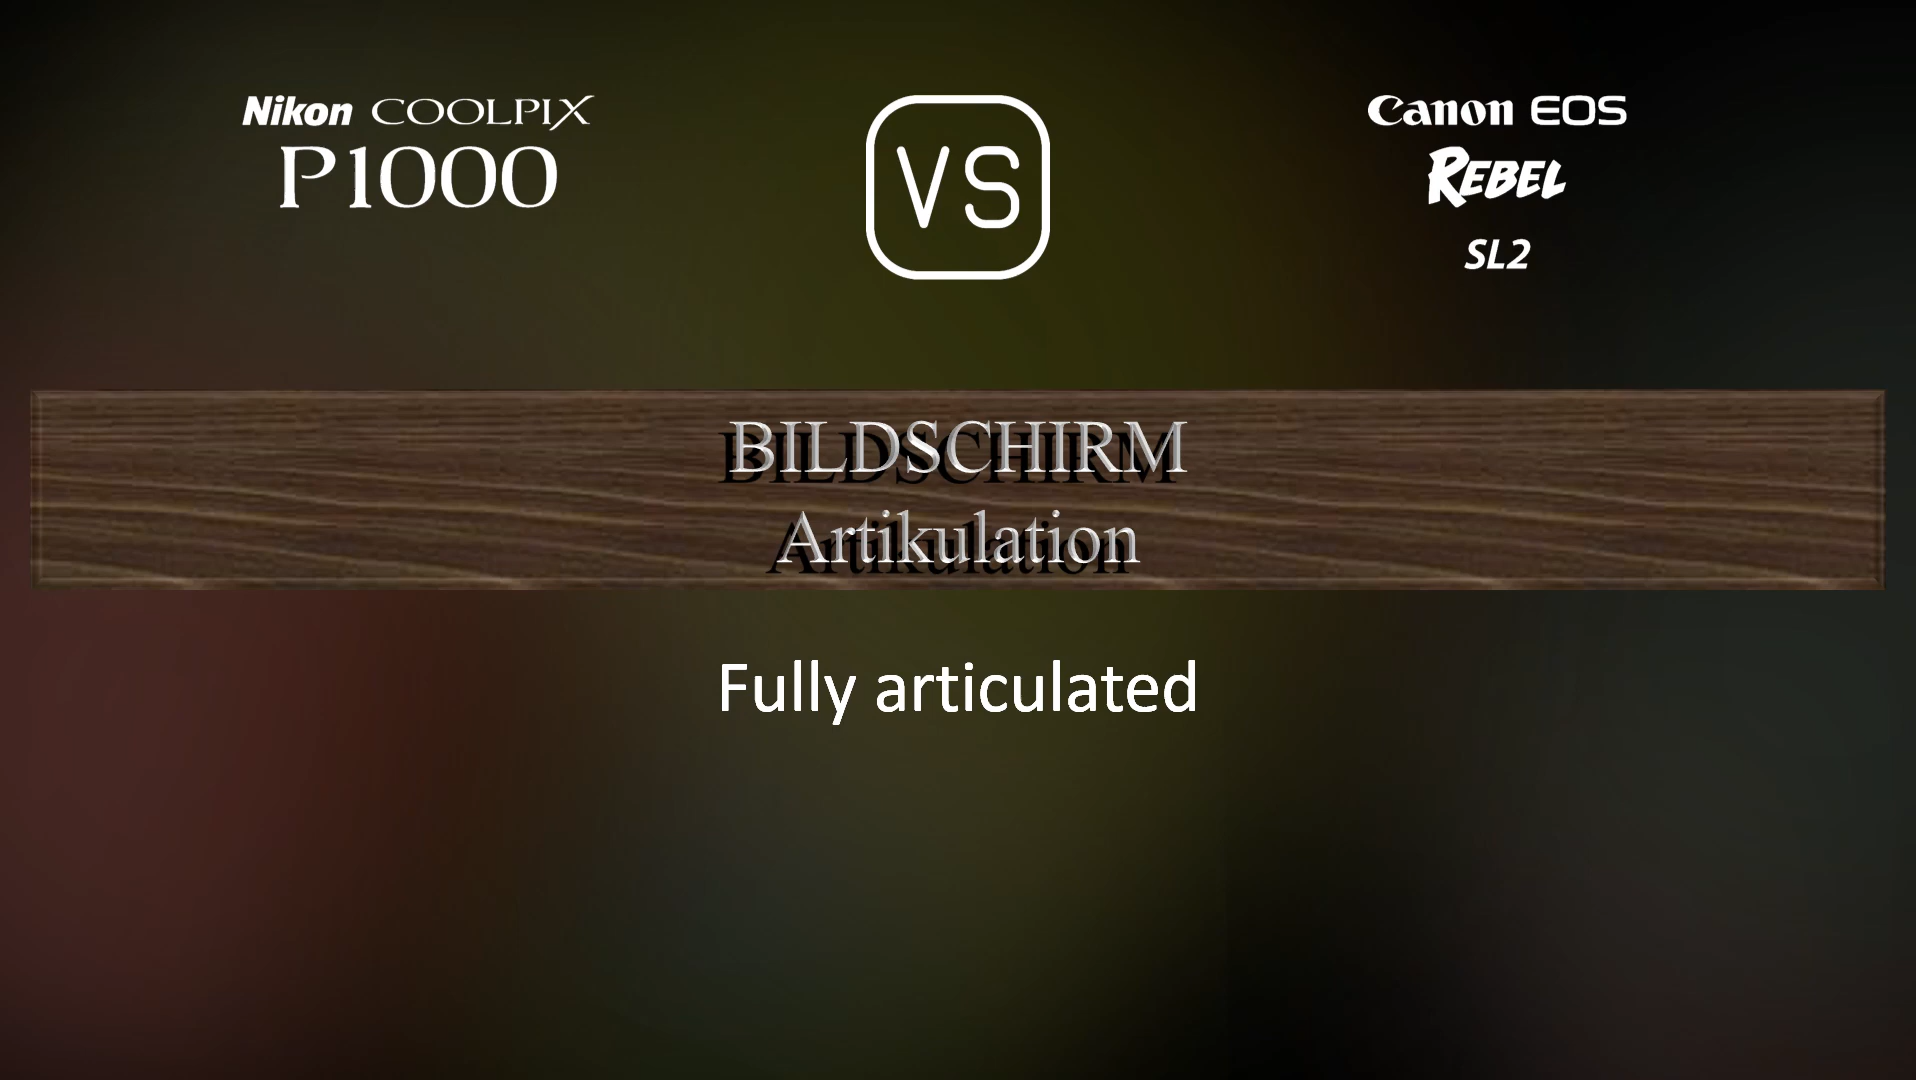 Nikon COOLPIX
P1000
VS
Canon EOS
REBEL
SL2
BILDSCHIRM
Artikulation
Fully articulated